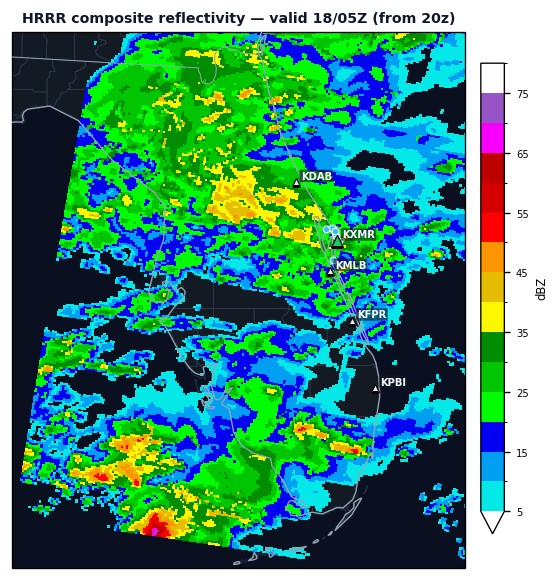 HRRR composite reflectivity — valid 18/05Z (from 20z)
KDAB
KXMR
KMLB
KFPR
KPBI
75
65
55
45
35
25
15
5
dBZ